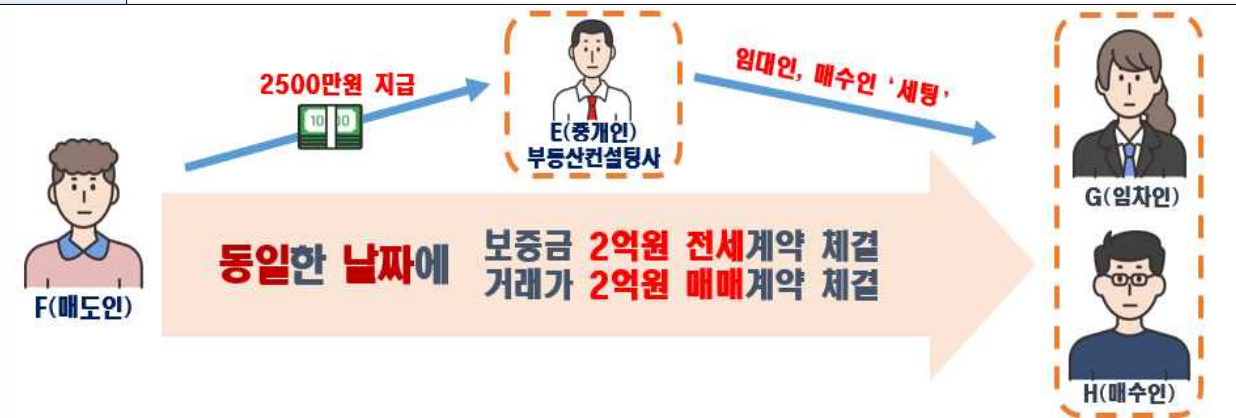 2500만원 지급
임대인, 매수인 ‘세팅’
E(중개인)
부동산컨설팅사
G(임차인)
동일한 날짜에
보증금 2억원 전세계약 체결
거래가 2억원 매매계약 체결
F(매도인)
H(매수인)